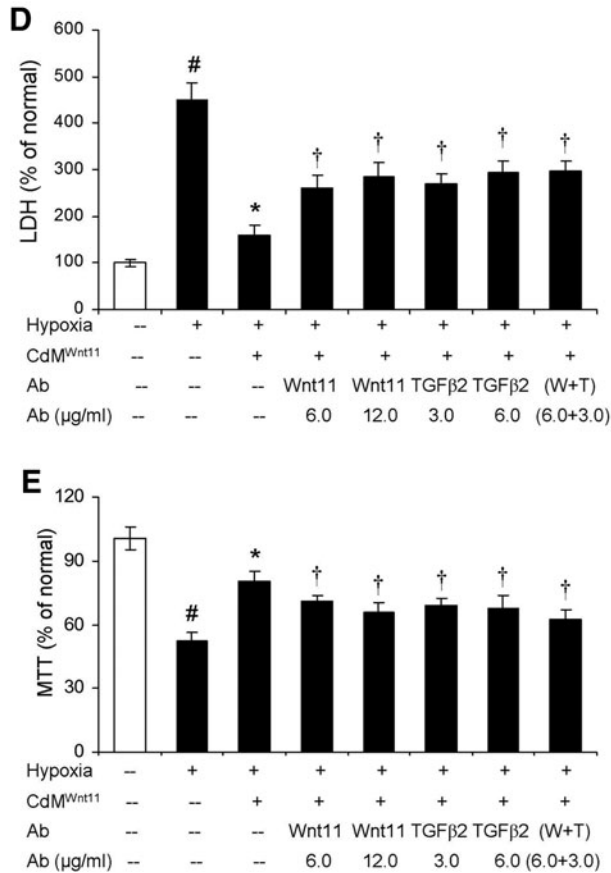 D
600
#
500
400
† † † † †
300
*
200
100
0
LDH (% of normal)
Hypoxia -- + + + + + + +
CdMWnt11 -- -- + + + + + +
Ab -- -- -- Wnt11 Wnt11 TGFβ2 TGFβ2 (W+T)
Ab (µg/ml) -- -- -- 6.0 12.0 3.0 6.0 (6.0+3.0)
E
120
*
90
† † † † †
#
60
30
0
MTT (% of normal)
Hypoxia -- + + + + + + +
CdMWnt11 -- -- + + + + + +
Ab -- -- -- Wnt11 Wnt11 TGFβ2 TGFβ2 (W+T)
Ab (µg/ml) -- -- -- 6.0 12.0 3.0 6.0 (6.0+3.0)